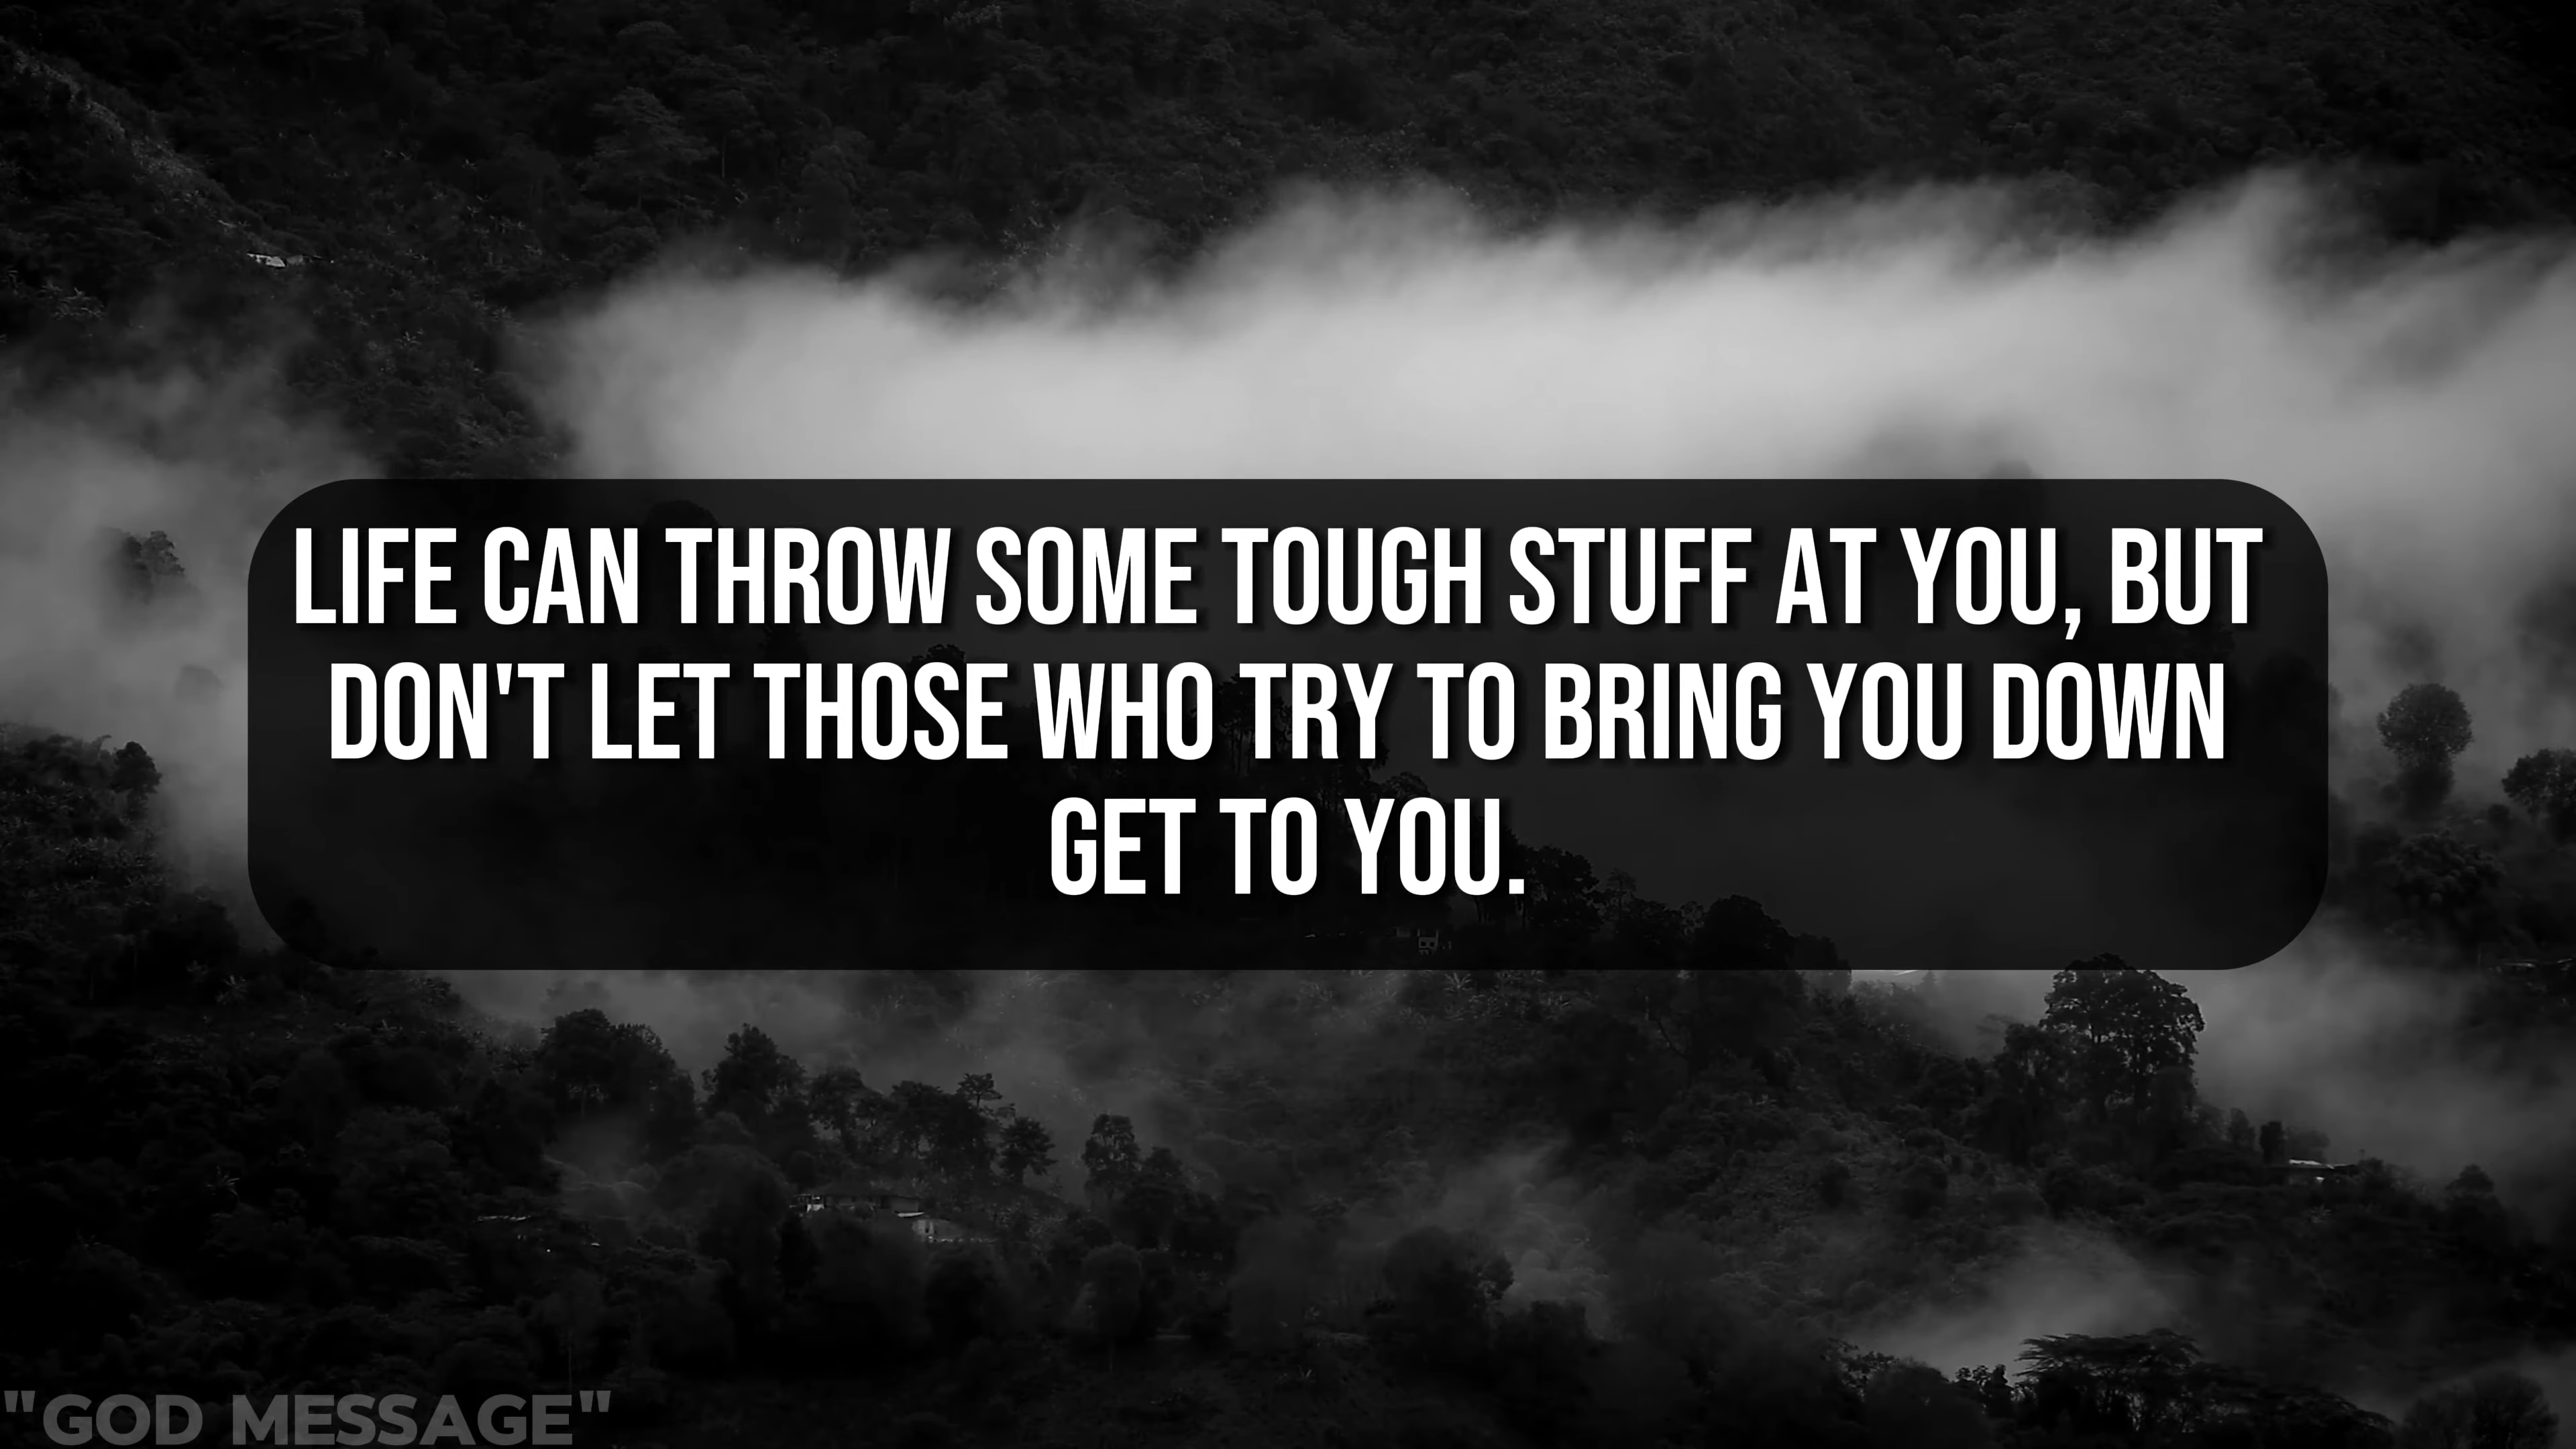 LIFE CAN THROW SOME TOUGH STUFF AT YOU, BUT
DON'T LET THOSE WHO TRY TO BRING YOU DOWN
GET TO YOU.
"GOD MESSAGE"